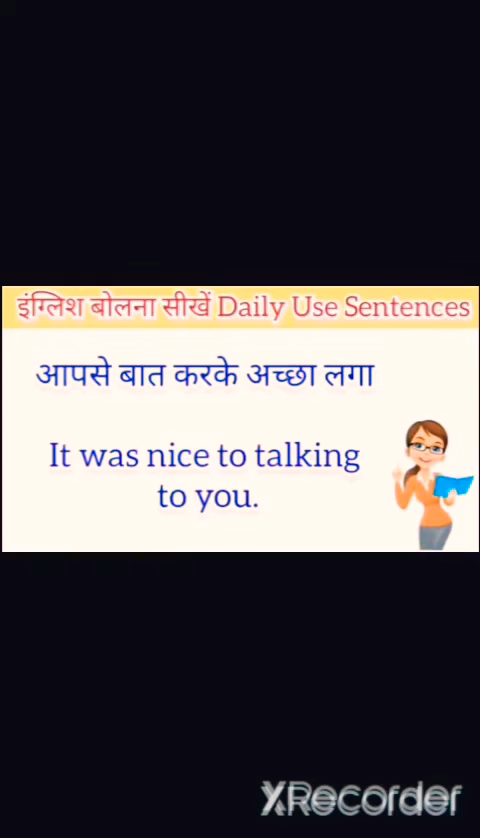 इंग्लिश बोलना सीखें Daily Use Sentences
आपसे बात करके अच्छा लगा
It was nice to talking
to you.
XRecorder